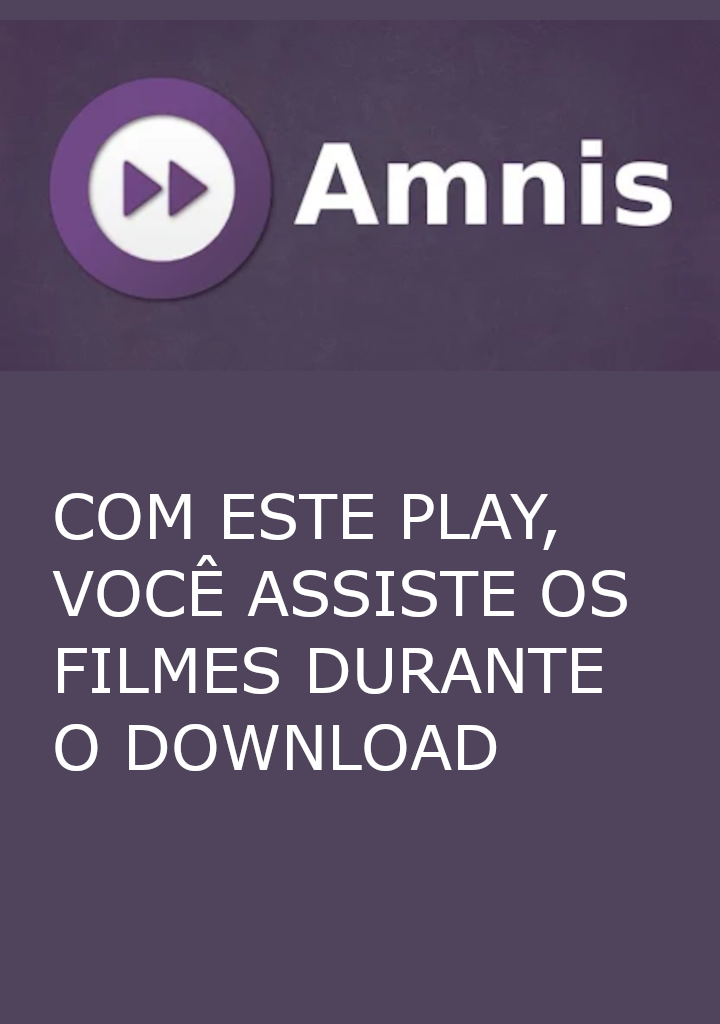 Amnis
COM ESTE PLAY,
VOCÊ ASSISTE OS
FILMES DURANTE
O DOWNLOAD